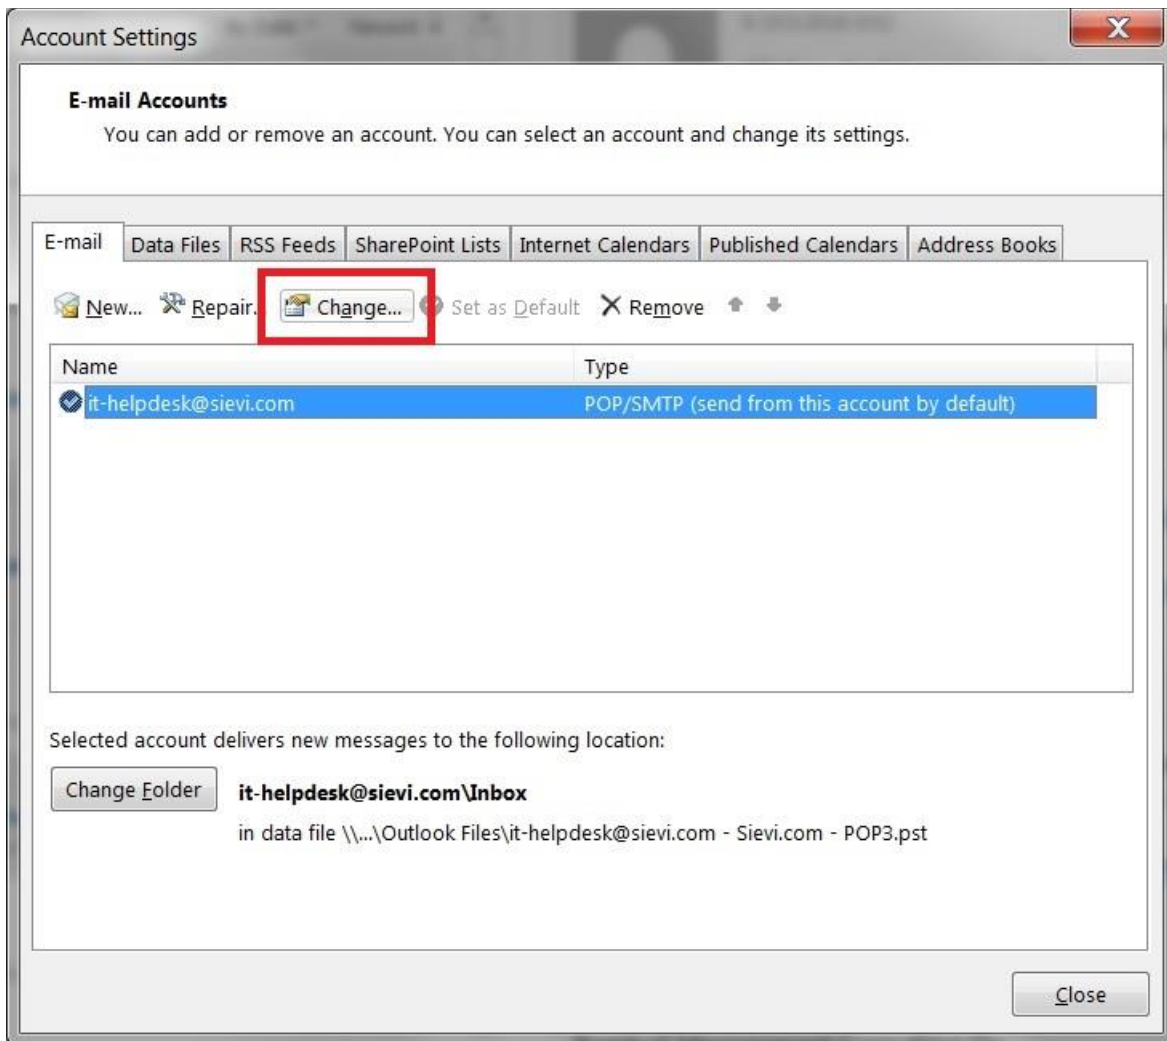 Account Settings
E-mail Accounts
You can add or remove an account. You can select an account and change its settings.
E-mail Data Files RSS Feeds SharePoint Lists Internet Calendars Published Calendars Address Books
New... Repair... Change... Set as Default Remove
Name Type
it-helpdesk@sievi.com POP/SMTP (send from this account by default)
Selected account delivers new messages to the following location:
Change Folder it-helpdesk@sievi.com\Inbox
in data file \\...\Outlook Files\it-helpdesk@sievi.com - Sievi.com - POP3.pst
Close